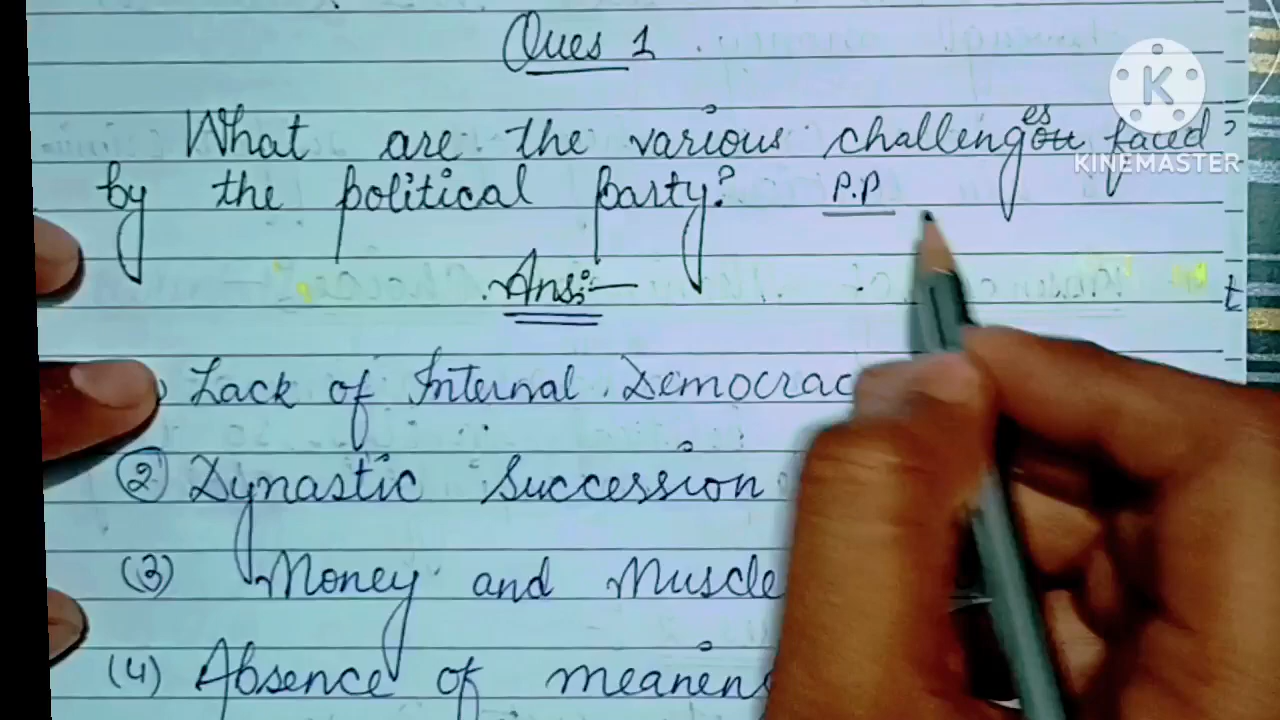 Ques 1
What are the various challenges faced?
by the political party? P.P
Ans:-
Lack of Internal Democrac
(2) Dynastic Succession
(3) Money and Muscle
(4) Absence of meanen
K
KINEMASTER
t